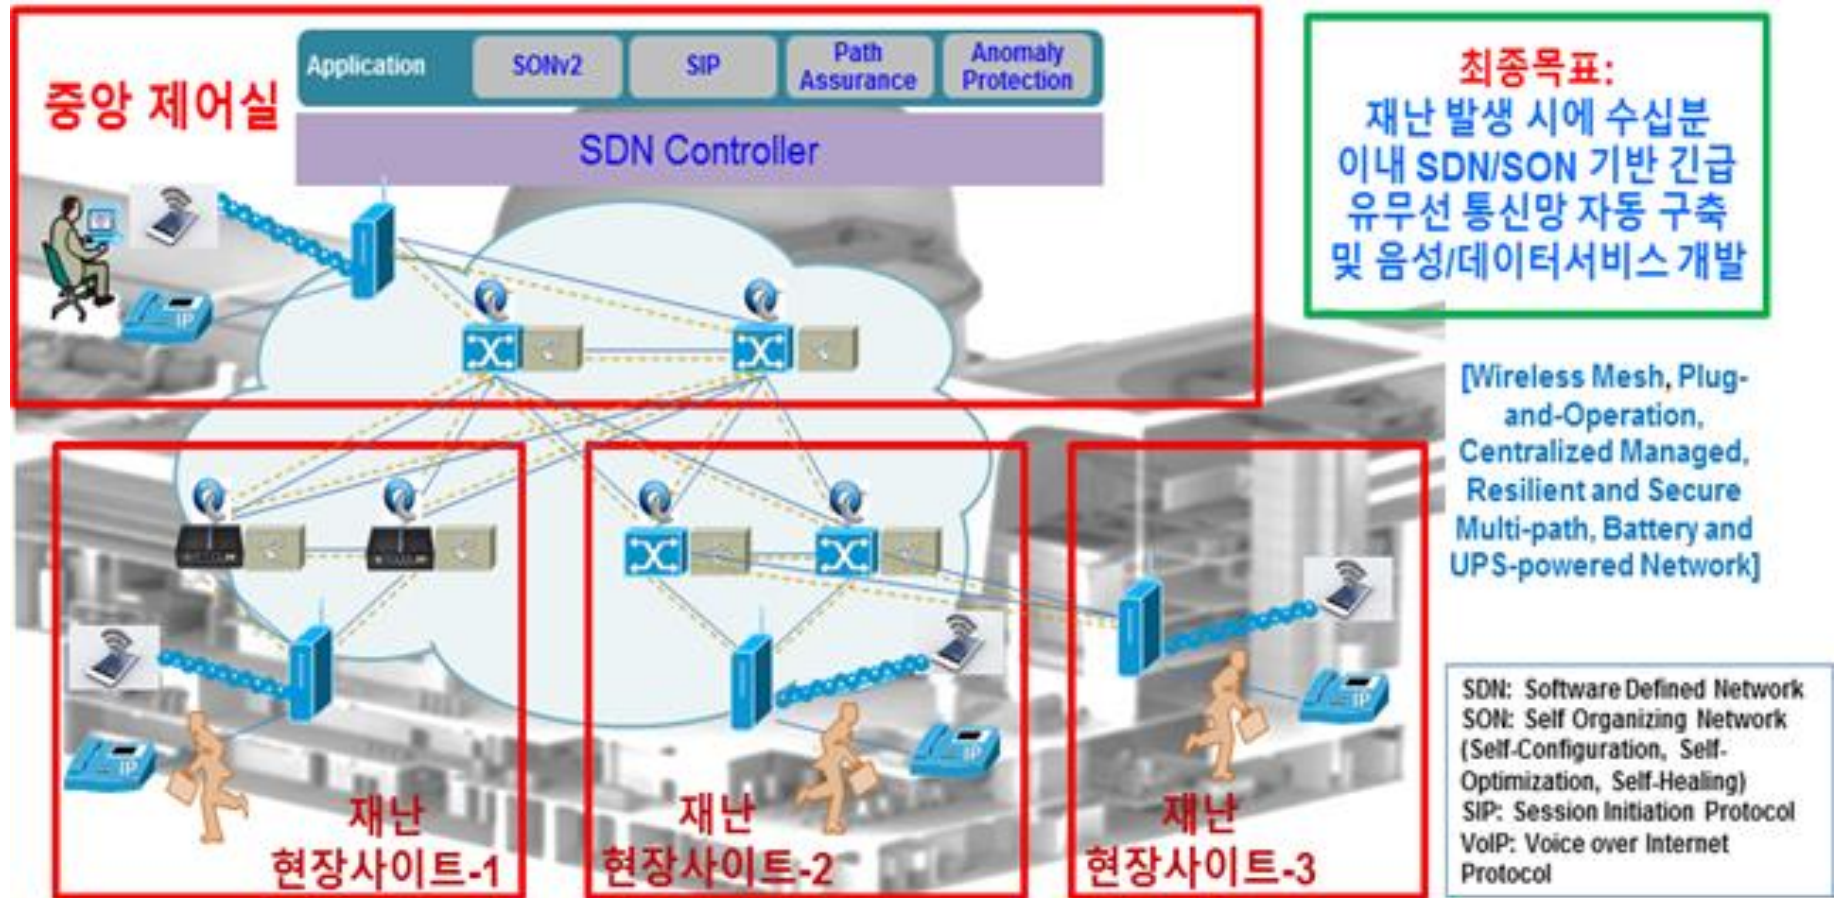 중앙 제어실
Application
SONv2
SIP
Path
Assurance
Anomaly
Protection
SDN Controller
최종목표:
재난 발생 시에 수십분
이내 SDN/SON 기반 긴급
유무선 통신망 자동 구축
및 음성/데이터서비스 개발
IP
[Wireless Mesh, Plug-
and-Operation,
Centralized Managed,
Resilient and Secure
Multi-path, Battery and
UPS-powered Network]
IP
재난
현장사이트-1
IP
재난
현장사이트-2
IP
재난
현장사이트-3
SDN: Software Defined Network
SON: Self Organizing Network
(Self-Configuration, Self-
Optimization, Self-Healing)
SIP: Session Initiation Protocol
VoIP: Voice over Internet
Protocol